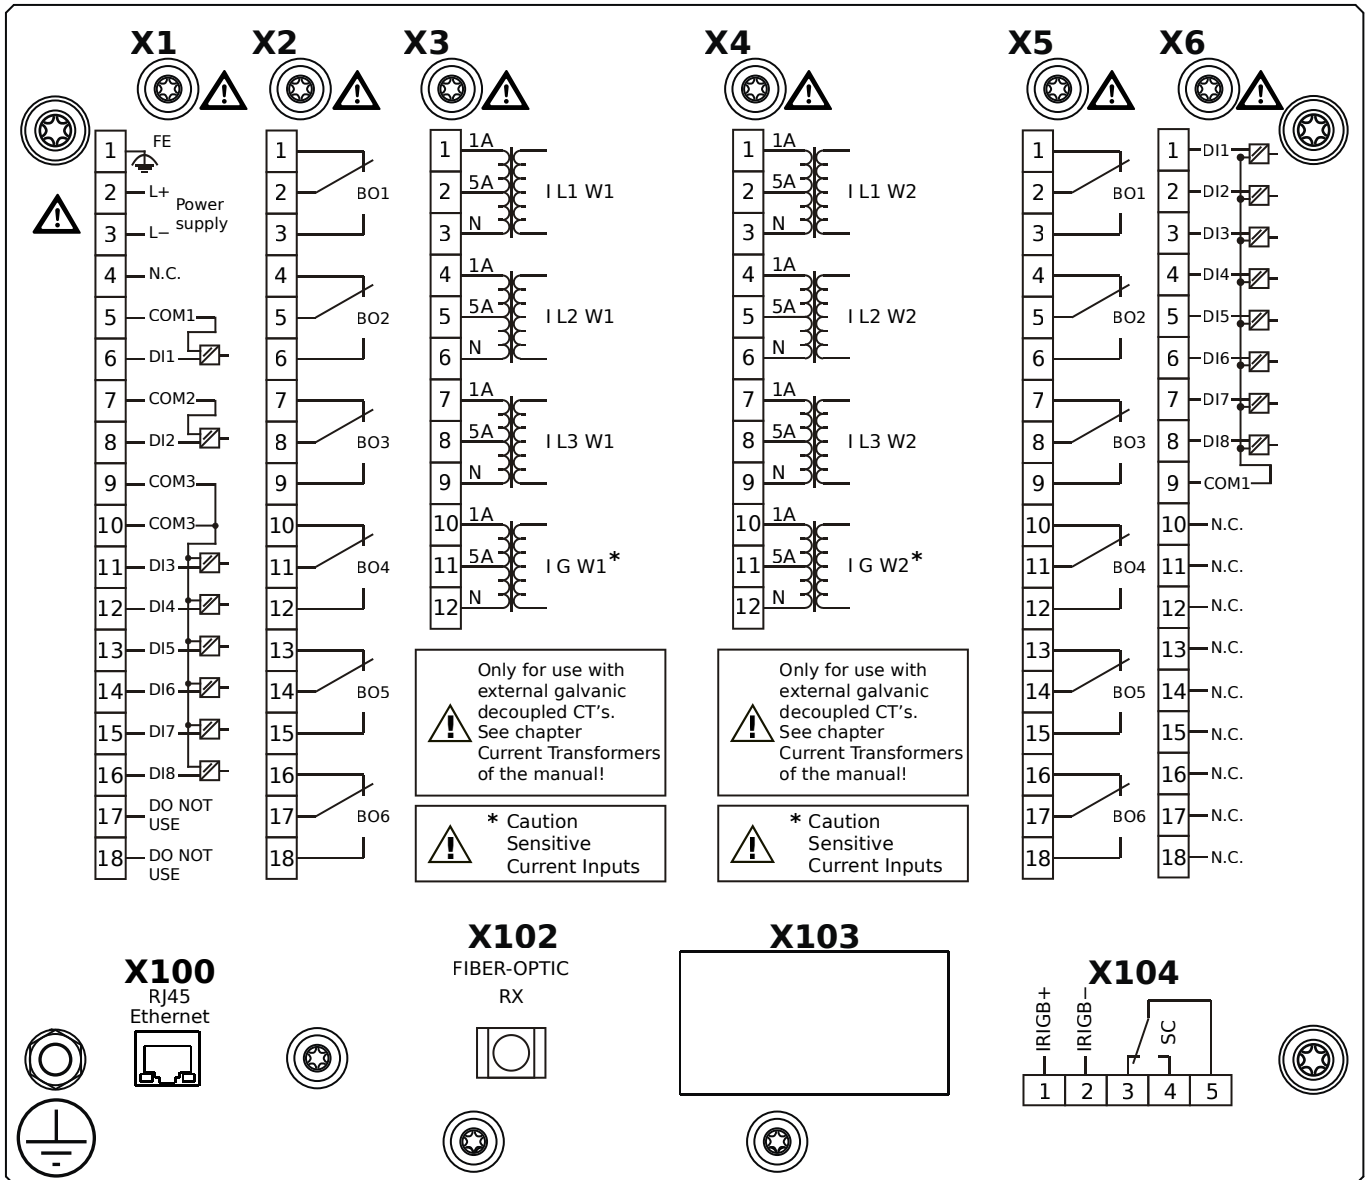 X1
X2
X3
X4
X5
X6
1 FE
2 L+
Power
supply
3 L−
4 N.C.
5 COM1
6 DI1
7 COM2
8 DI2
9 COM3
10 COM3
11 DI3
12 DI4
13 DI5
14 DI6
15 DI7
16 DI8
17 DO NOT
USE
18 DO NOT
USE
1
2 BO1
3
4
5 BO2
6
7
8 BO3
9
10
11 BO4
12
13
14 BO5
15
16
17 BO6
18
1 1A
2 5A I L1 W1
3 N
4 1A
5 5A I L2 W1
6 N
7 1A
8 5A I L3 W1
9 N
10 1A
11 5A I G W1*
12 N
Only for use with
external galvanic
decoupled CT’s.
See chapter
Current Transformers
of the manual!
* Caution
Sensitive
Current Inputs
1 1A
2 5A I L1 W2
3 N
4 1A
5 5A I L2 W2
6 N
7 1A
8 5A I L3 W2
9 N
10 1A
11 5A I G W2*
12 N
Only for use with
external galvanic
decoupled CT’s.
See chapter
Current Transformers
of the manual!
* Caution
Sensitive
Current Inputs
1
2 BO1
3
4
5 BO2
6
7
8 BO3
9
10
11 BO4
12
13
14 BO5
15
16
17 BO6
18
1 DI1
2 DI2
3 DI3
4 DI4
5 DI5
6 DI6
7 DI7
8 DI8
9 COM1
10 N.C.
11 N.C.
12 N.C.
13 N.C.
14 N.C.
15 N.C.
16 N.C.
17 N.C.
18 N.C.
X100
RJ45
Ethernet
X102
FIBER-OPTIC
RX
X103
X104
IRIGB+
IRIGB−
SC
1 2 3 4 5